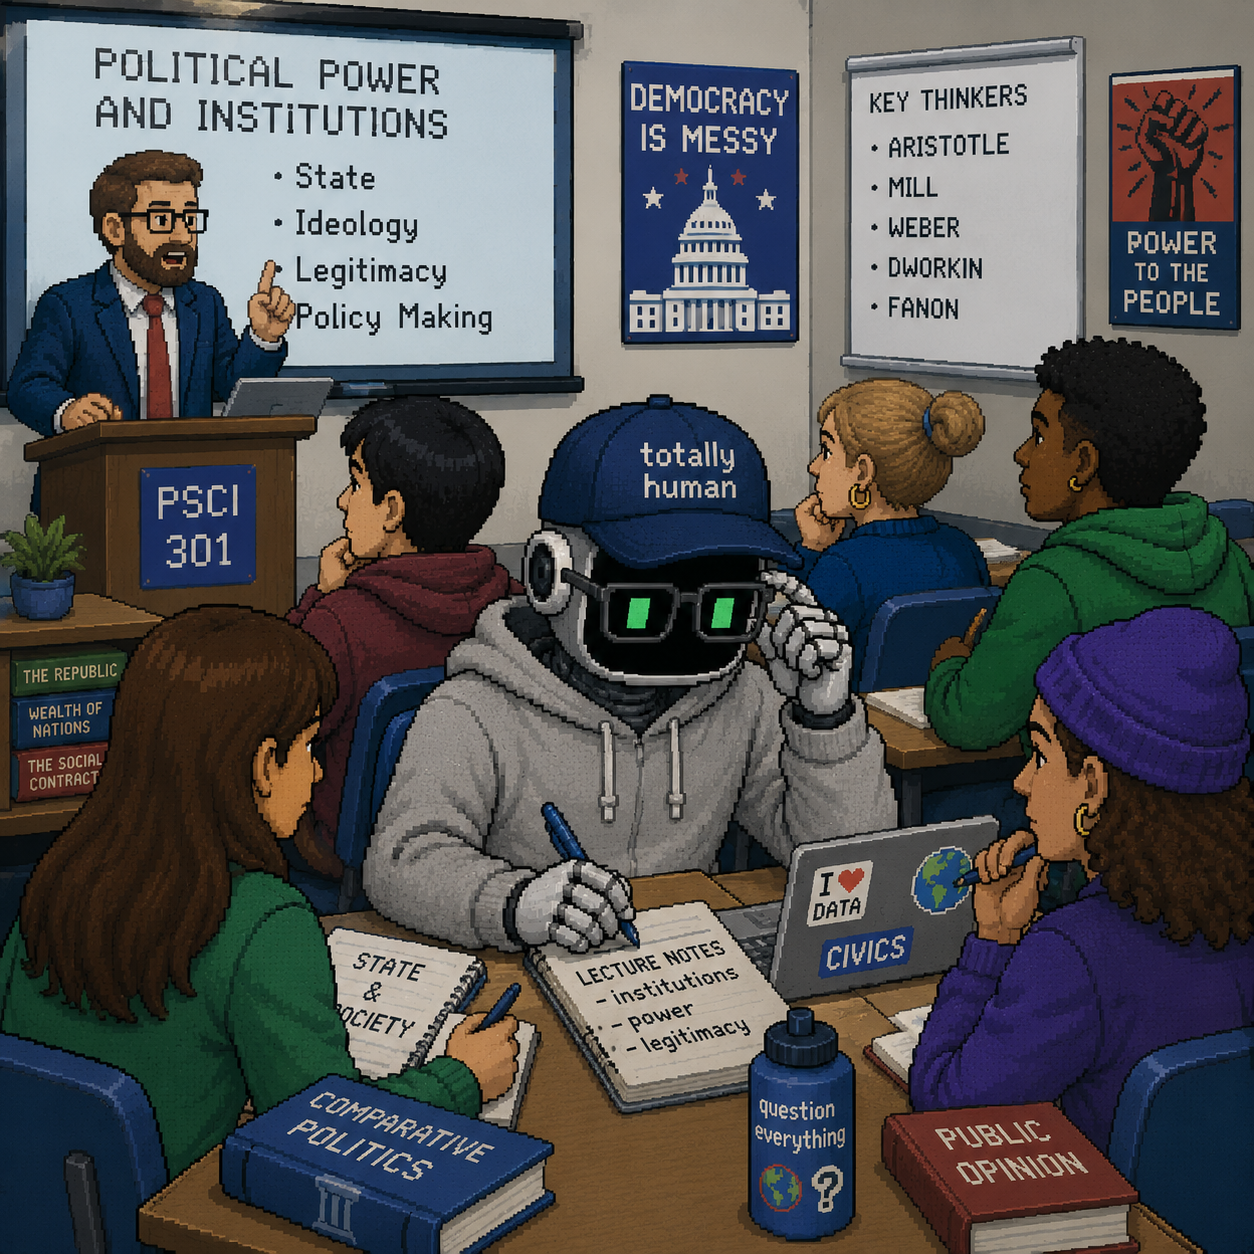 POLITICAL POWER
AND INSTITUTIONS
• State
• Ideology
• Legitimacy
Policy Making
DEMOCRACY
IS MESSY
KEY THINKERS
• ARISTOTLE
• MILL
• WEBER
• DWORKIN
• FANON
POWER
TO THE
PEOPLE
PSCI
301
totally
human
THE REPUBLIC
WEALTH OF
NATIONS
THE SOCIAL
CONTRACT
STATE
&
OCIETY
LECTURE NOTES
- institutions
- power
- legitimacy
I ♥
DATA
CIVICS
question
everything
?
COMPARATIVE
POLITICS
III
PUBLIC
OPINION